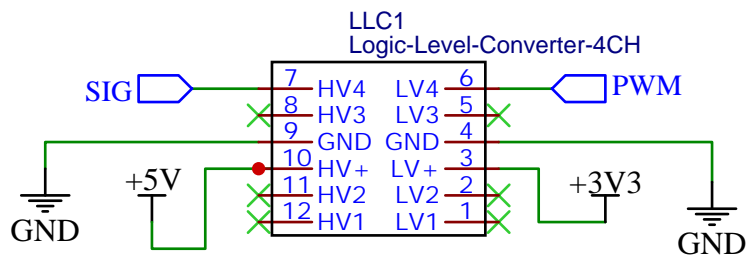 LLC1
Logic-Level-Converter-4CH
SIG 7 HV4 LV4 6 PWM
8 HV3 LV3 5
9 GND GND 4
10 HV+ LV+ 3
+5V 11 HV2 LV2 2 +3V3
12 HV1 LV1 1
GND GND